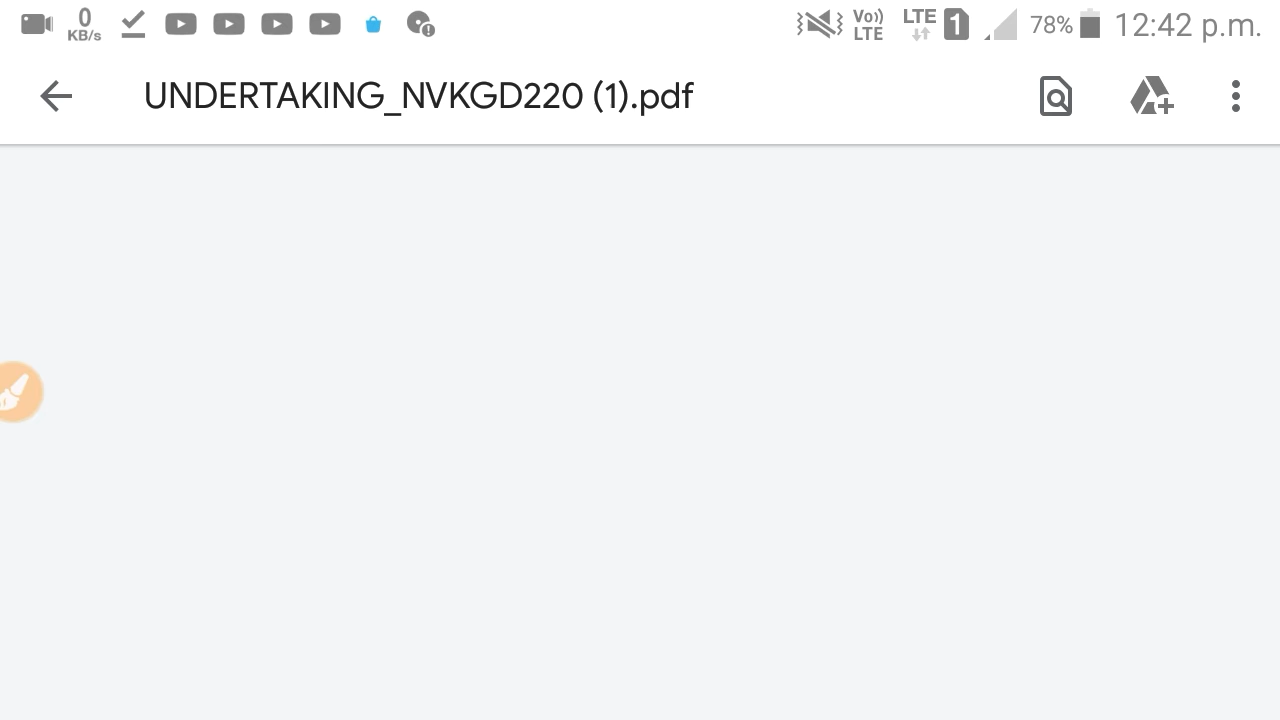 0 KB/s Vo)) LTE LTE 1 78% 12:42 p.m.
UNDERTAKING_NVKGD220 (1).pdf